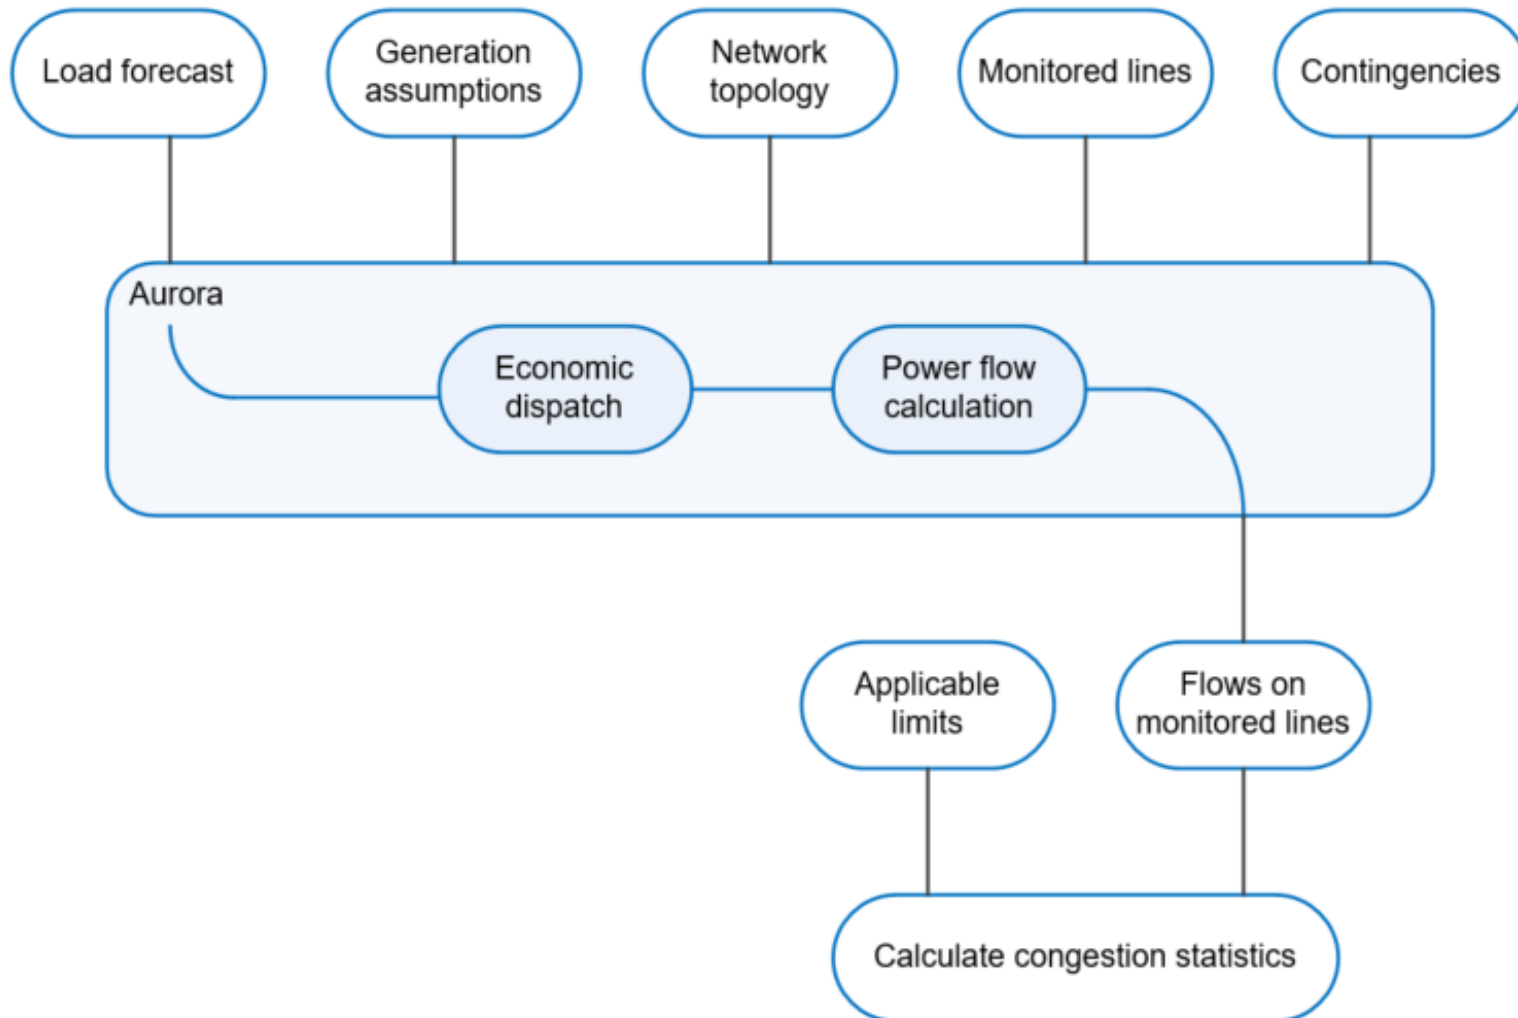 Load forecast
Generation
assumptions
Network
topology
Monitored lines
Contingencies
Aurora
Economic
dispatch
Power flow
calculation
Applicable
limits
Flows on
monitored lines
Calculate congestion statistics